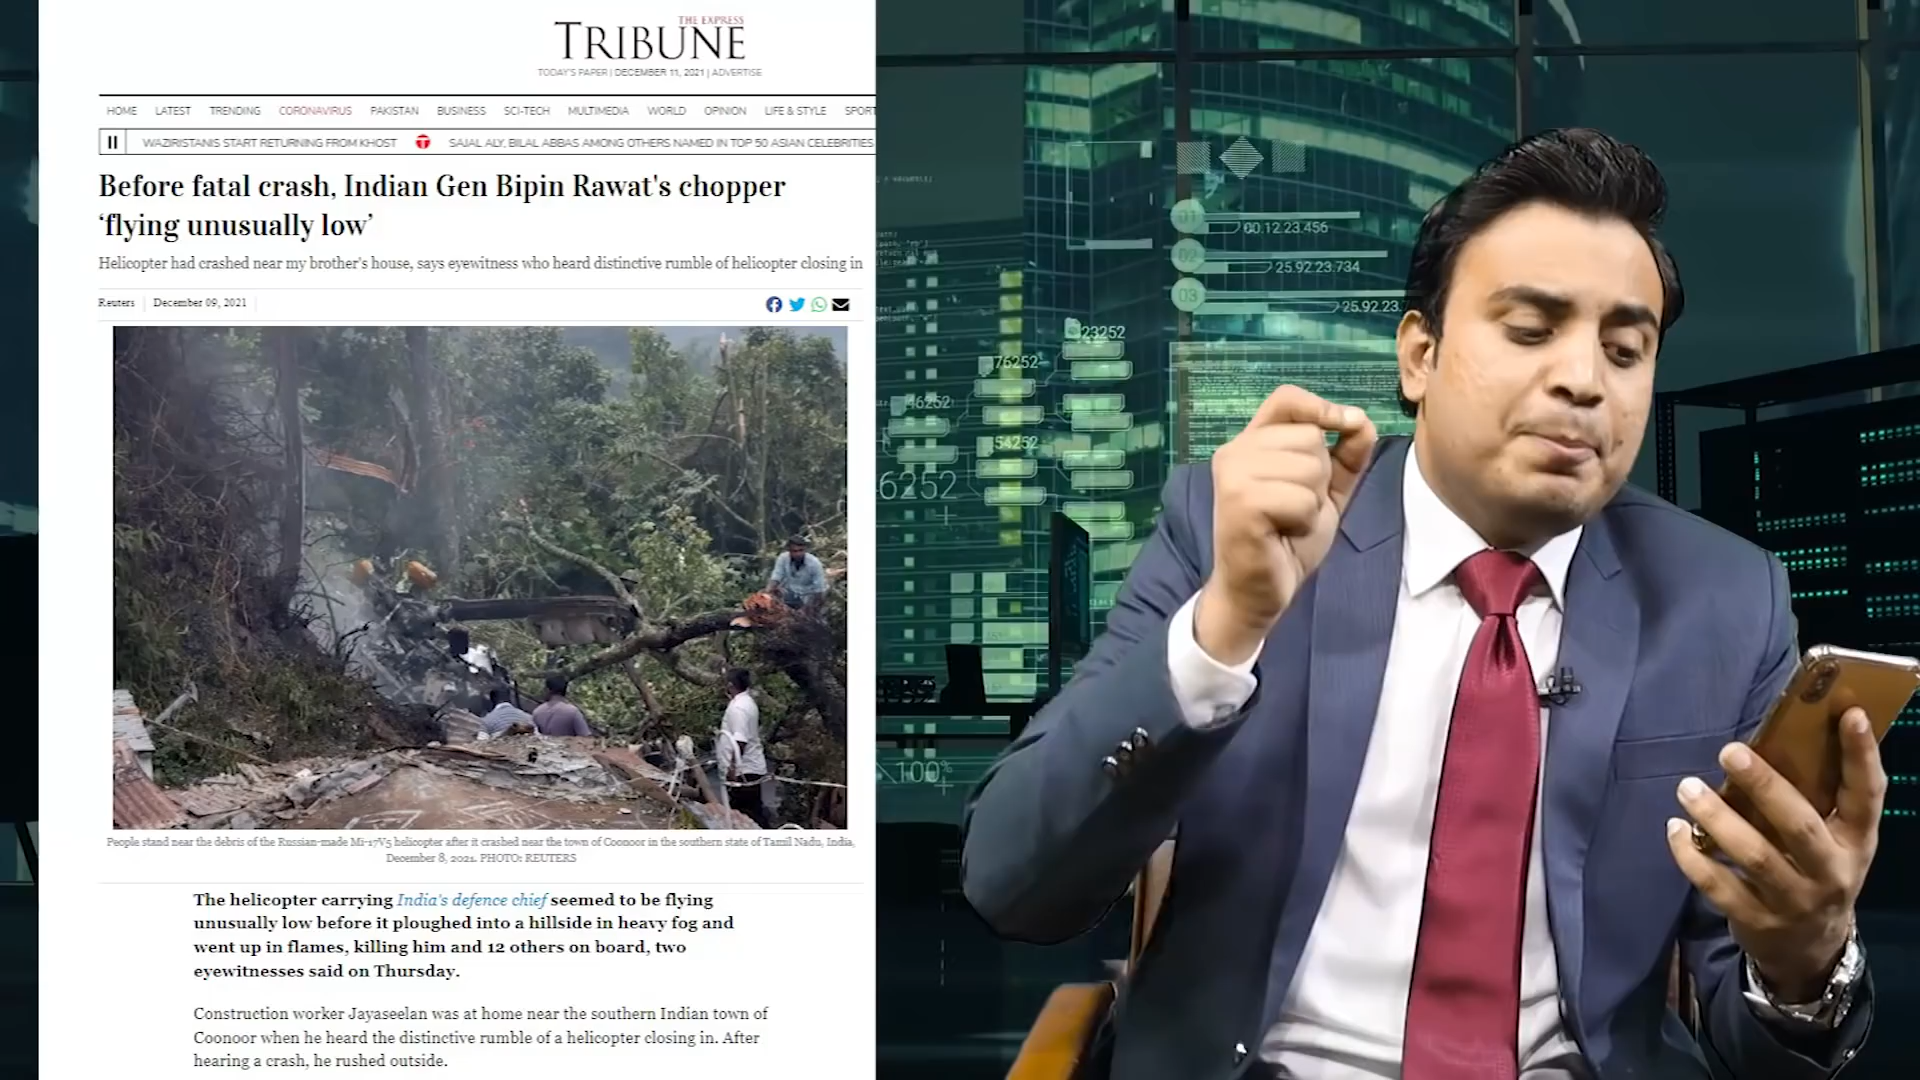 THE EXPRESS
TRIBUNE
TODAY'S PAPER | DECEMBER 11, 2021 | ADVERTISE
HOME LATEST TRENDING CORONAVIRUS PAKISTAN BUSINESS SCI-TECH MULTIMEDIA WORLD OPINION LIFE & STYLE SPORT
WAZIRISTANIS START RETURNING FROM KHOST SAJAL ALY, BILAL ABBAS AMONG OTHERS NAMED IN TOP 50 ASIAN CELEBRITIES
Before fatal crash, Indian Gen Bipin Rawat's chopper
‘flying unusually low’
Helicopter had crashed near my brother's house, says eyewitness who heard distinctive rumble of helicopter closing in
Reuters December 09, 2021
People stand near the debris of the Russian-made Mi-17V5 helicopter after it crashed near the town of Coonoor in the southern state of Tamil Nadu, India,
December 8, 2021. PHOTO: REUTERS
The helicopter carrying India's defence chief seemed to be flying
unusually low before it ploughed into a hillside in heavy fog and
went up in flames, killing him and 12 others on board, two
eyewitnesses said on Thursday.
Construction worker Jayaseelan was at home near the southern Indian town of
Coonoor when he heard the distinctive rumble of a helicopter closing in. After
hearing a crash, he rushed outside.
01
00.12.23.456
02
25.92.23.734
03
25.92.23.7
23252
76252
46252
54252
6252
100%